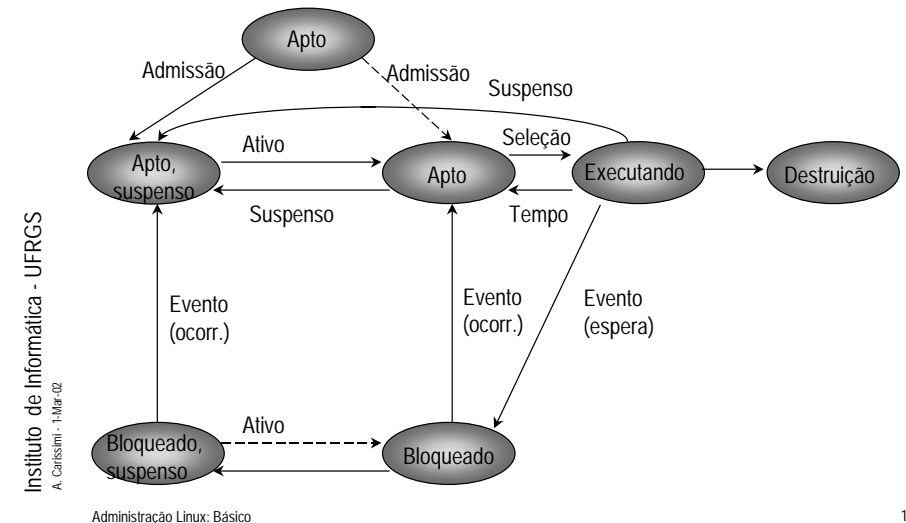 Apto
Admissão
Admissão
Suspenso
Seleção
Ativo
Apto,
suspenso
Apto
Executando
Destruição
Suspenso
Tempo
Evento
(ocorr.)
Evento
(ocorr.)
Evento
(espera)
Ativo
Bloqueado,
suspenso
Bloqueado
Instituto de Informática - UFRGS
A. Carissimi - 1-Mar-02
Administração Linux: Básico
1